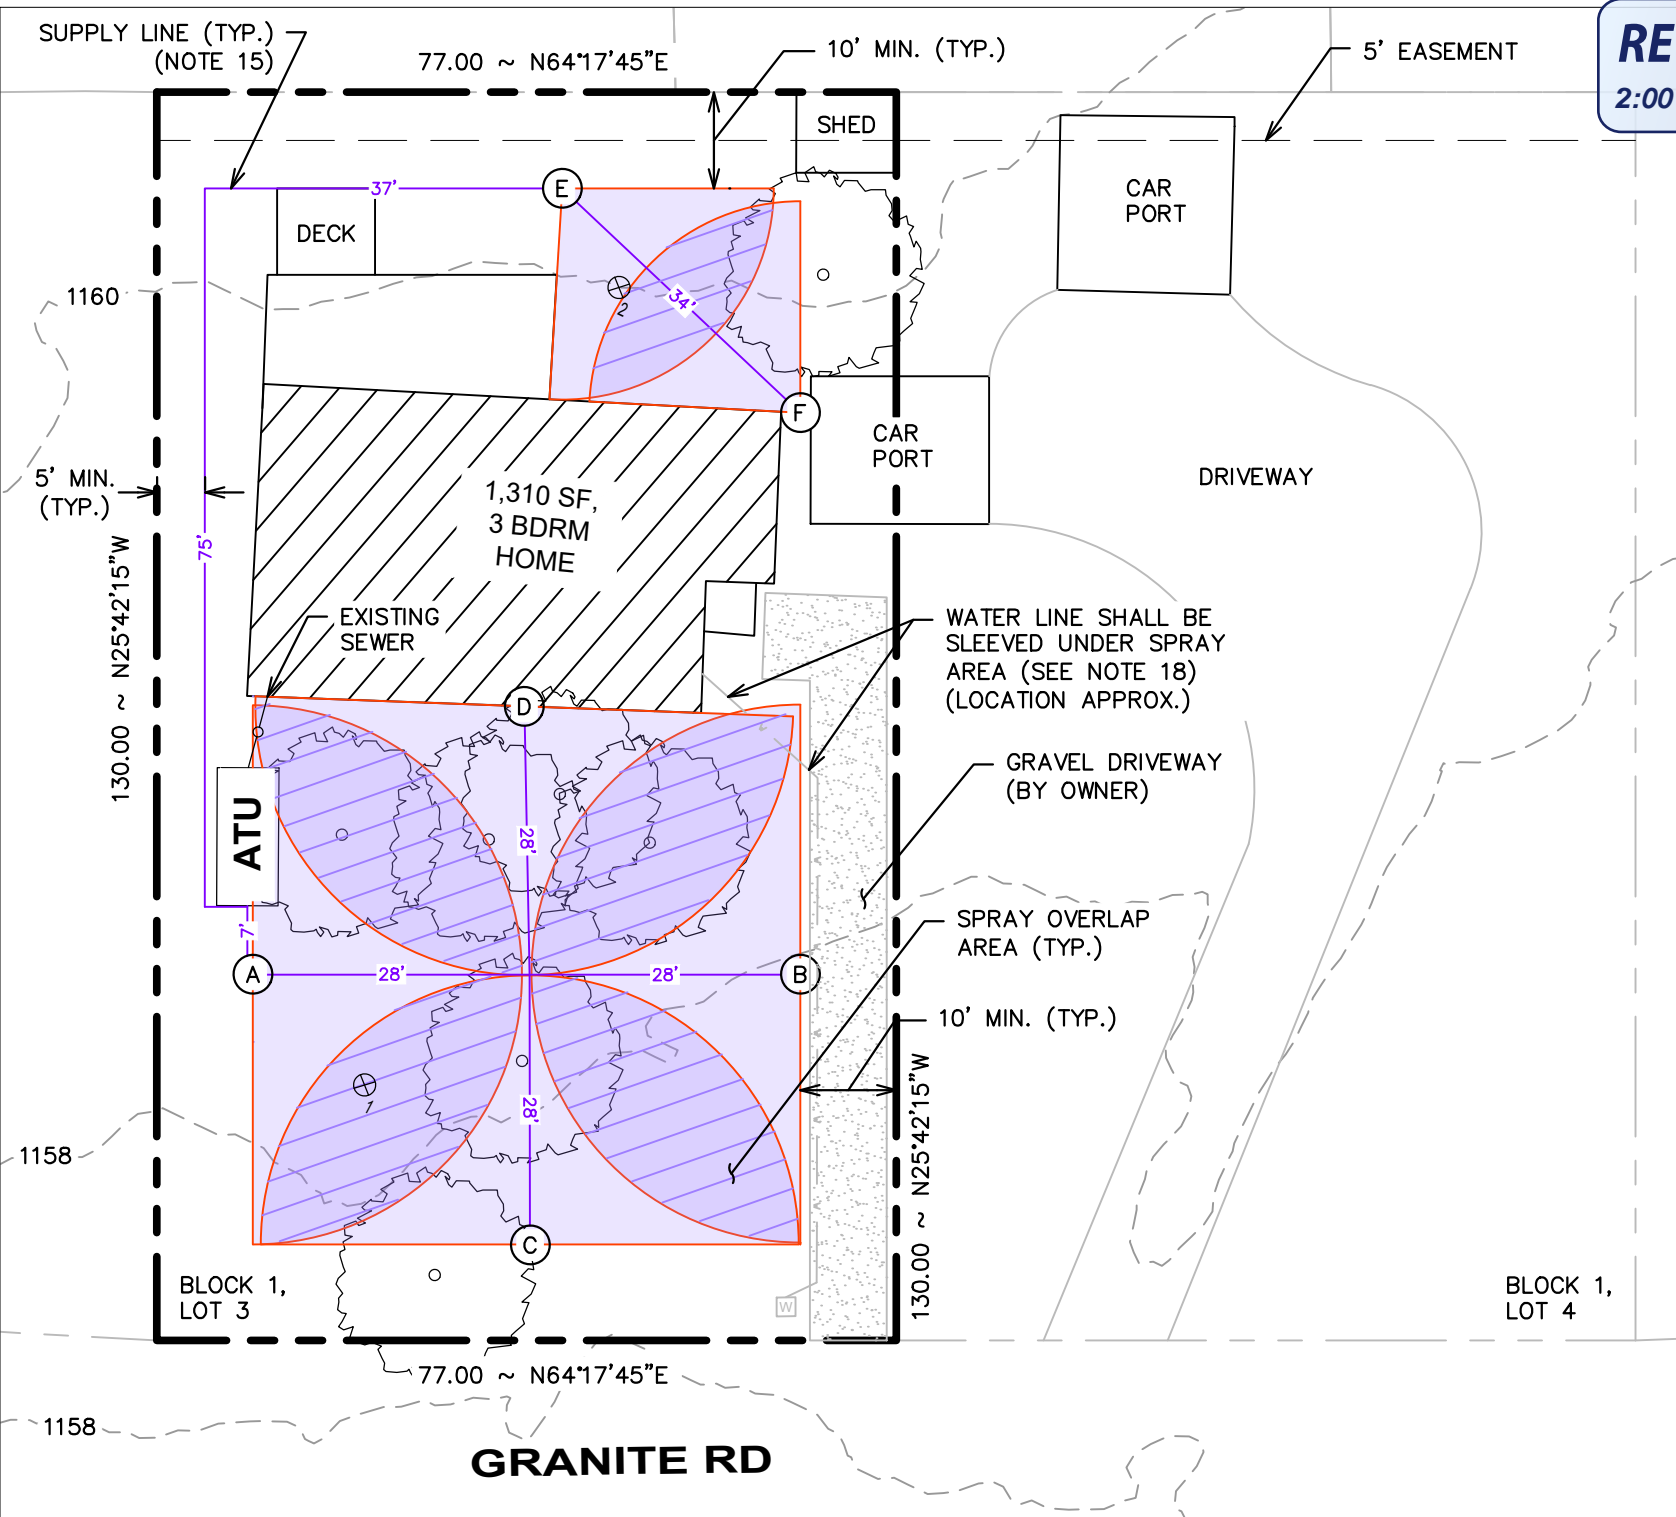 SUPPLY LINE (TYP.)
(NOTE 15)
77.00 ~ N64°17'45"E
10' MIN. (TYP.)
5' EASEMENT
RE
2:00
SHED
37'
E
DECK
CAR
PORT
1160
2
34'
F
CAR
PORT
DRIVEWAY
5' MIN.
(TYP.)
1,310 SF,
3 BDRM
HOME
75'
130.00 ~ N25°42'15"W
EXISTING
SEWER
WATER LINE SHALL BE
SLEEVED UNDER SPRAY
AREA (SEE NOTE 18)
(LOCATION APPROX.)
D
GRAVEL DRIVEWAY
(BY OWNER)
ATU
28'
7'
SPRAY OVERLAP
AREA (TYP.)
A
28'
28'
B
10' MIN. (TYP.)
1
28'
130.00 ~ N25°42'15"W
1158
C
BLOCK 1,
LOT 3
W
BLOCK 1,
LOT 4
77.00 ~ N64°17'45"E
1158
GRANITE RD